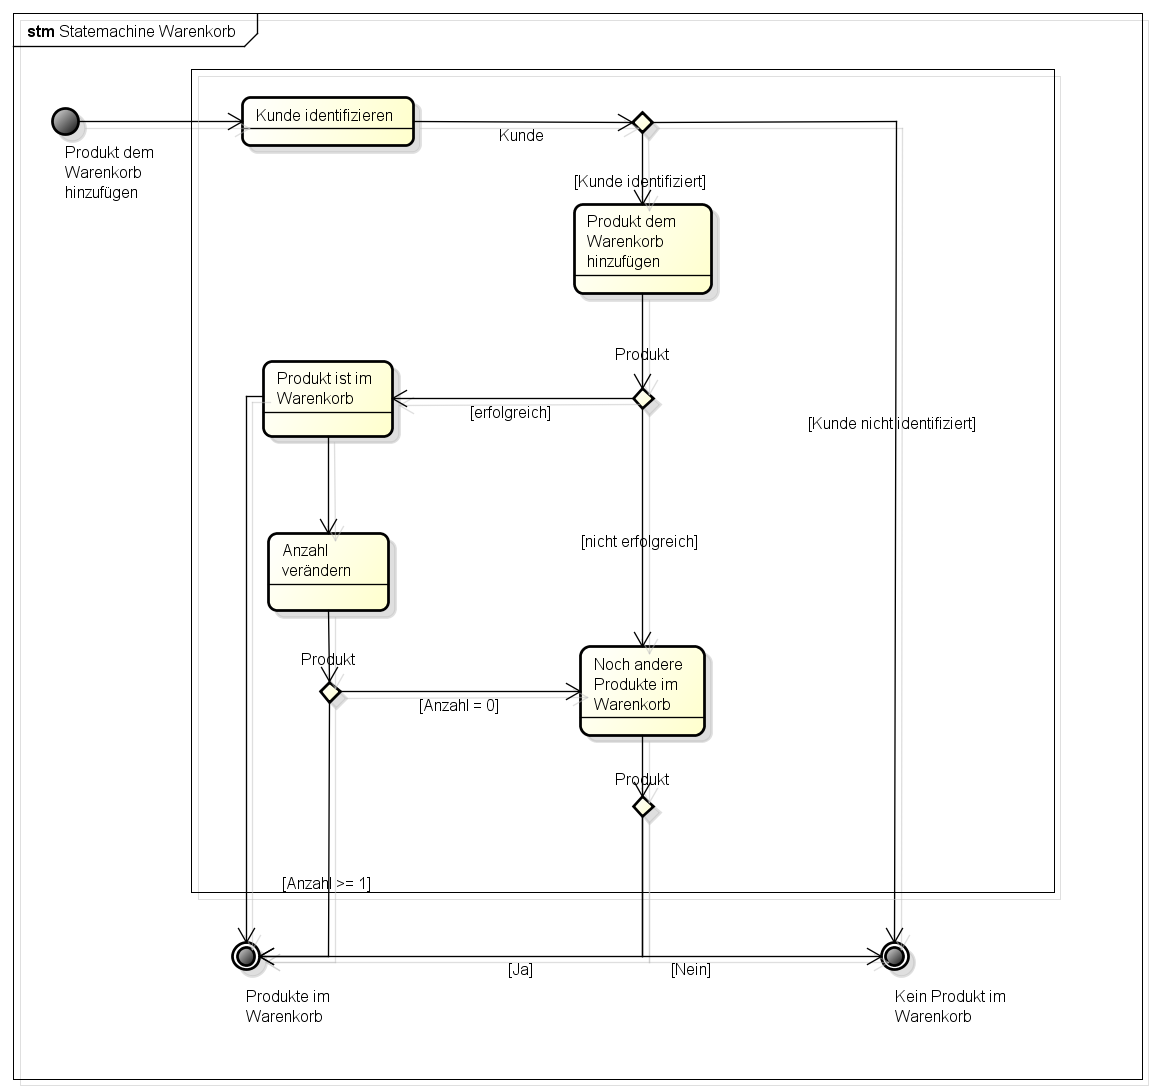 stm Statemachine Warenkorb
Kunde identifizieren
Kunde
Produkt dem
Warenkorb
hinzufügen
[Kunde identifiziert]
Produkt dem
Warenkorb
hinzufügen
Produkt
Produkt ist im
Warenkorb
[erfolgreich]
[Kunde nicht identifiziert]
[nicht erfolgreich]
Anzahl
verändern
Produkt
[Anzahl = 0]
Noch andere
Produkte im
Warenkorb
Produkt
[Anzahl >= 1]
[Ja]
[Nein]
Produkte im
Warenkorb
Kein Produkt im
Warenkorb